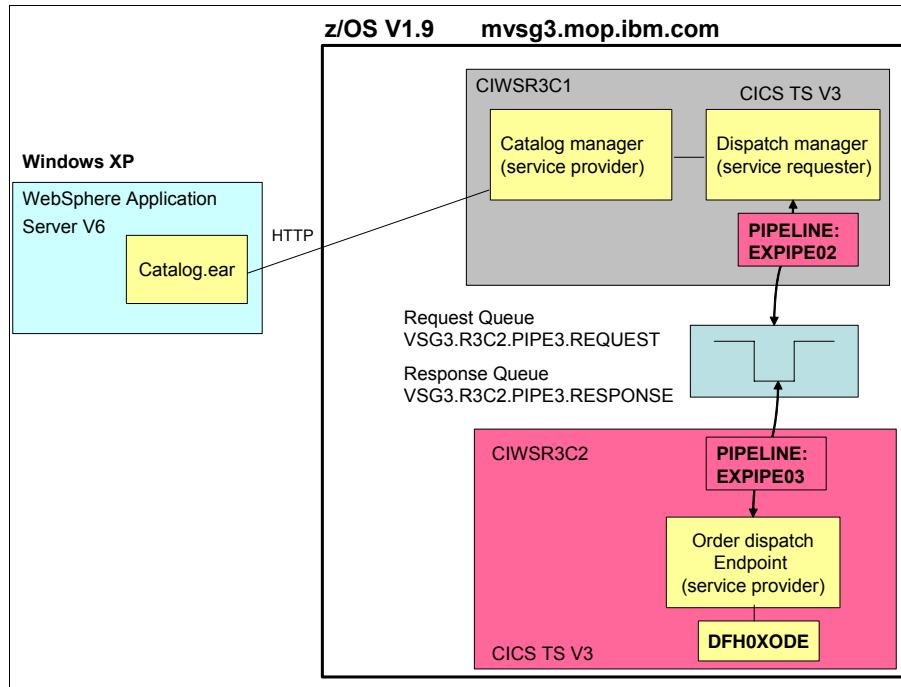 z/OS V1.9 mvsg3.mop.ibm.com
CIWSR3C1
CICS TS V3
Catalog manager
(service provider)
Dispatch manager
(service requester)
PIPELINE:
EXPIPE02
Windows XP
WebSphere Application
Server V6
Catalog.ear
HTTP
Request Queue
VSG3.R3C2.PIPE3.REQUEST
Response Queue
VSG3.R3C2.PIPE3.RESPONSE
CIWSR3C2
PIPELINE:
EXPIPE03
Order dispatch
Endpoint
(service provider)
DFH0XODE
CICS TS V3